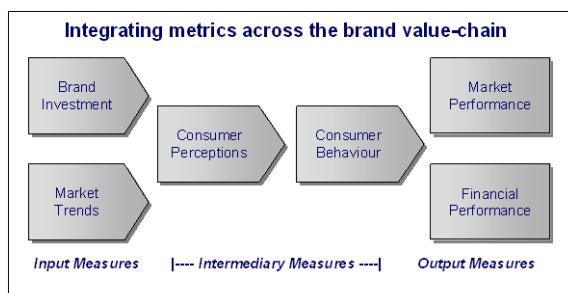 Integrating metrics across the brand value-chain
Brand
Investment
Market
Trends
Consumer
Perceptions
Consumer
Behaviour
Market
Performance
Financial
Performance
Input Measures
|---- Intermediary Measures ----|
Output Measures